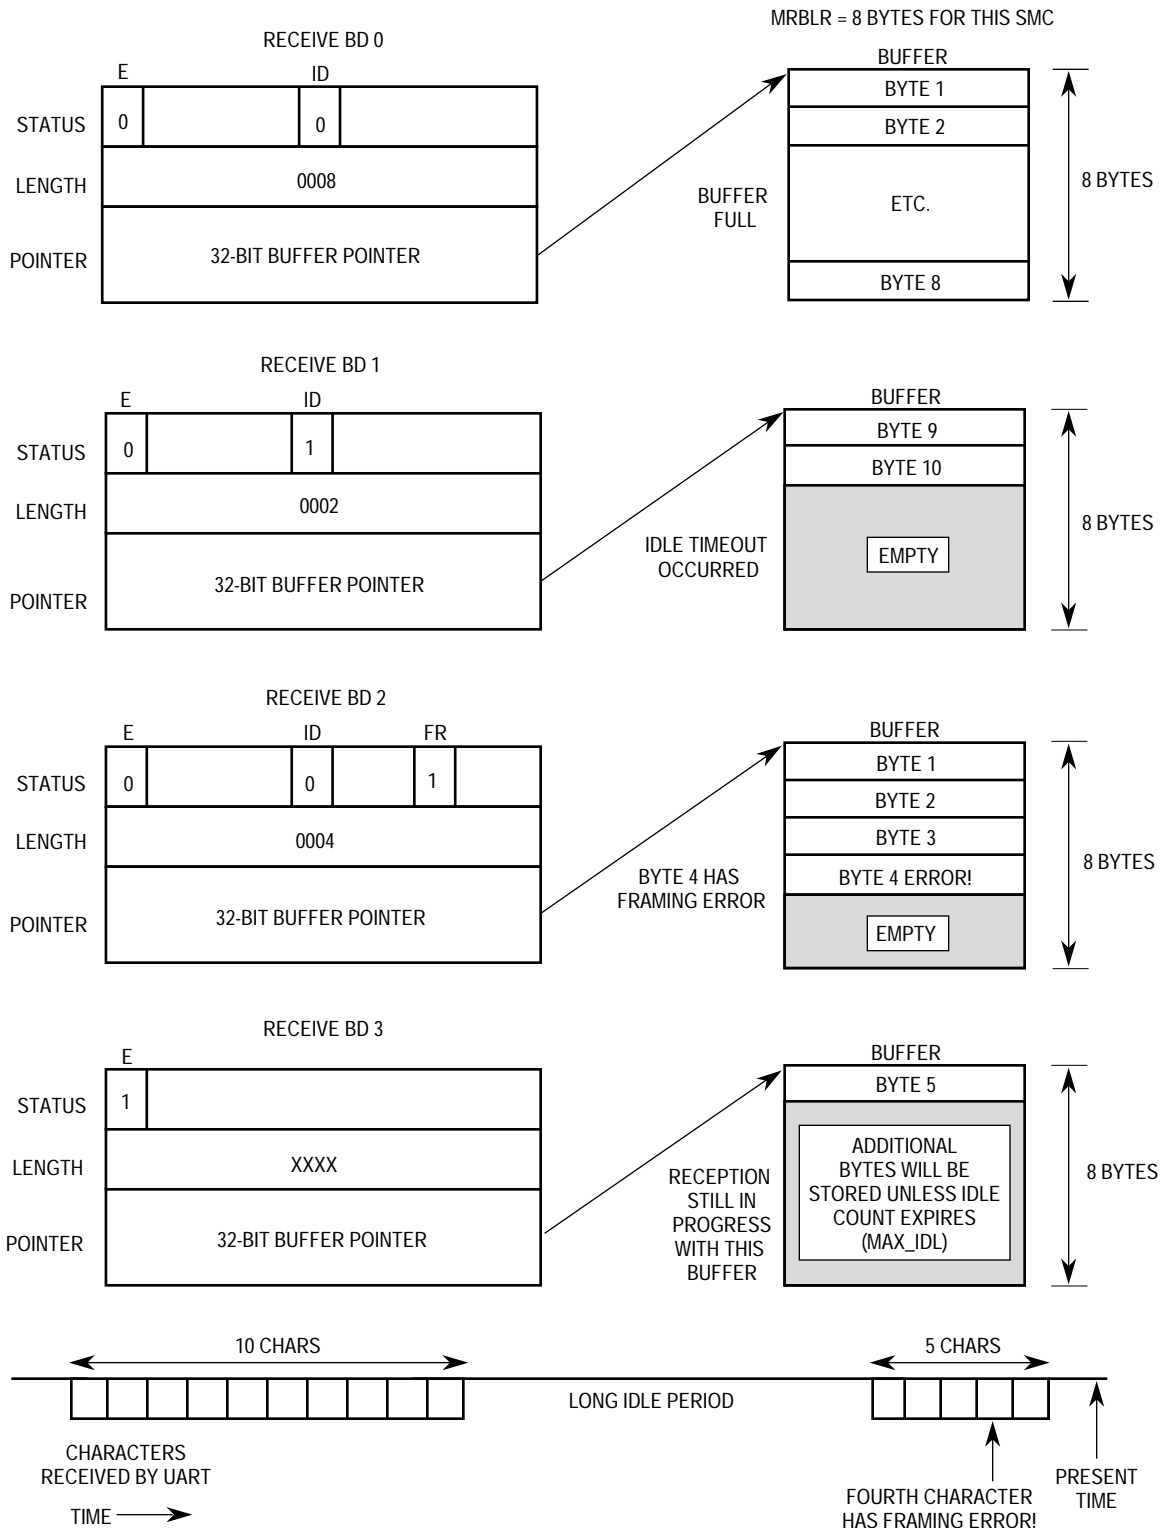 MRBLR = 8 BYTES FOR THIS SMC
RECEIVE BD 0
E ID
STATUS 0 0
LENGTH 0008
POINTER 32-BIT BUFFER POINTER
BUFFER
FULL
BUFFER
BYTE 1
BYTE 2
ETC.
BYTE 8
8 BYTES
RECEIVE BD 1
E ID
STATUS 0 1
LENGTH 0002
POINTER 32-BIT BUFFER POINTER
IDLE TIMEOUT
OCCURRED
BUFFER
BYTE 9
BYTE 10
EMPTY
8 BYTES
RECEIVE BD 2
E ID FR
STATUS 0 0 1
LENGTH 0004
POINTER 32-BIT BUFFER POINTER
BYTE 4 HAS
FRAMING ERROR
BUFFER
BYTE 1
BYTE 2
BYTE 3
BYTE 4 ERROR!
EMPTY
8 BYTES
RECEIVE BD 3
E
STATUS 1
LENGTH XXXX
POINTER 32-BIT BUFFER POINTER
RECEPTION
STILL IN
PROGRESS
WITH THIS
BUFFER
BUFFER
BYTE 5
ADDITIONAL
BYTES WILL BE
STORED UNLESS IDLE
COUNT EXPIRES
(MAX_IDL)
8 BYTES
10 CHARS
5 CHARS
LONG IDLE PERIOD
CHARACTERS
RECEIVED BY UART
TIME
FOURTH CHARACTER
HAS FRAMING ERROR!
PRESENT
TIME